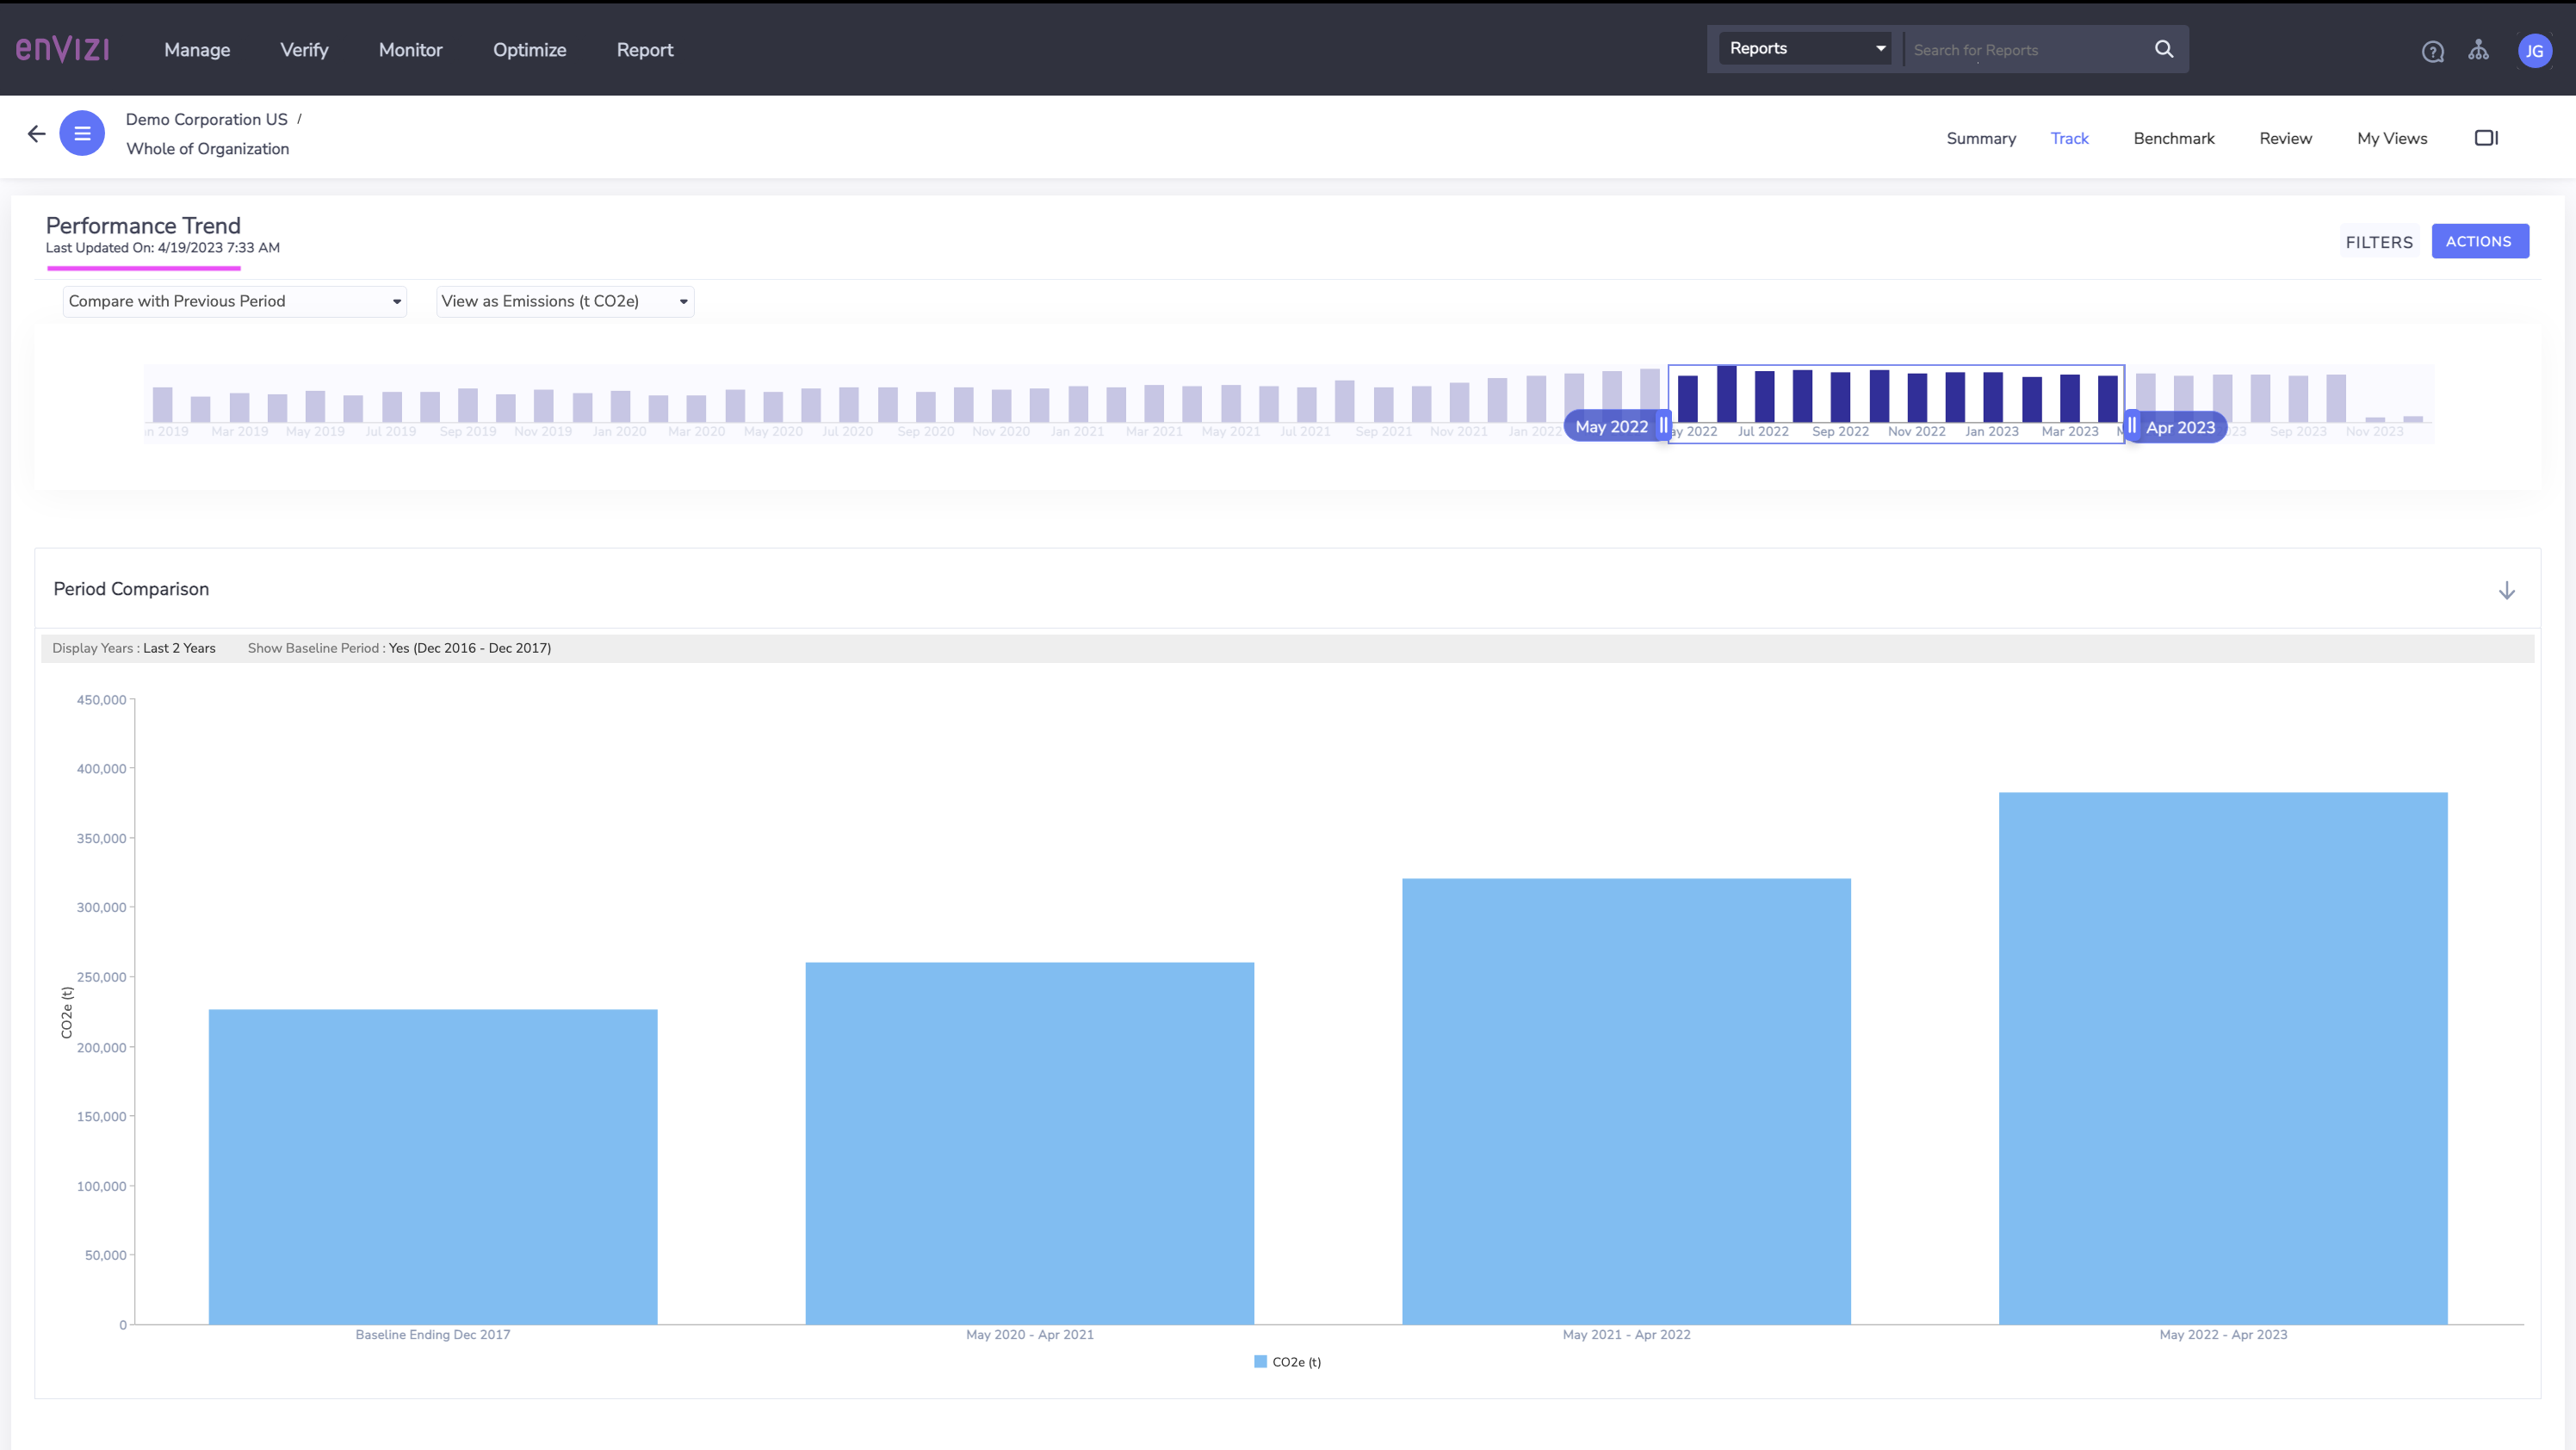 enVIZI
Manage Verify Monitor Optimize Report
Reports Search for Reports
JG
Demo Corporation US /
Whole of Organization
Summary Track Benchmark Review My Views
Performance Trend
Last Updated On: 4/19/2023 7:33 AM
FILTERS ACTIONS
Compare with Previous Period View as Emissions (t CO2e)
n 2019 Mar 2019 May 2019 Jul 2019 Sep 2019 Nov 2019 Jan 2020 Mar 2020 May 2020 Jul 2020 Sep 2020 Nov 2020 Jan 2021 Mar 2021 May 2021 Jul 2021 Sep 2021 Nov 2021 Jan 2022 May 2022 ay 2022 Jul 2022 Sep 2022 Nov 2022 Jan 2023 Mar 2023 Apr 2023 23 Sep 2023 Nov 2023
Period Comparison
Display Years : Last 2 Years Show Baseline Period : Yes (Dec 2016 - Dec 2017)
450,000
400,000
350,000
300,000
250,000
200,000
150,000
100,000
50,000
0
CO2e (t)
Baseline Ending Dec 2017 May 2020 - Apr 2021 May 2021 - Apr 2022 May 2022 - Apr 2023
CO2e (t)